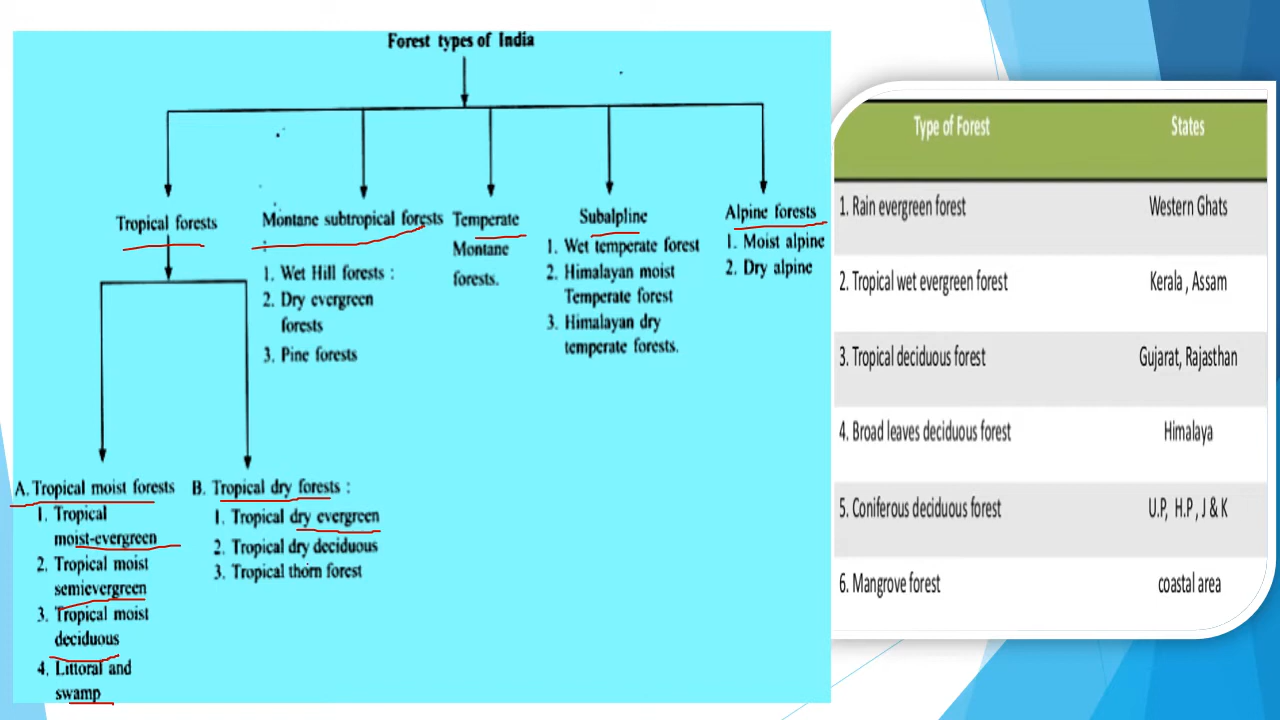 Forest types of India
Tropical forests
Montane subtropical forests
:
1. Wet Hill forests :
2. Dry evergreen
forests
3. Pine forests
Temperate
Montane
forests.
Subalpline
1. Wet temperate forest
2. Himalayan moist
Temperate forest
3. Himalayan dry
temperate forests.
Alpine forests
1. Moist alpine
2. Dry alpine
A. Tropical moist forests
1. Tropical
moist-evergreen
2. Tropical moist
semievergreen
3. Tropical moist
deciduous
4. Littoral and
swamp
B. Tropical dry forests :
1. Tropical dry evergreen
2. Tropical dry deciduous
3. Tropical thorn forest
Type of Forest States
1. Rain evergreen forest Western Ghats
2. Tropical wet evergreen forest Kerala , Assam
3. Tropical deciduous forest Gujarat, Rajasthan
4. Broad leaves deciduous forest Himalaya
5. Coniferous deciduous forest U.P, H.P , J & K
6. Mangrove forest coastal area